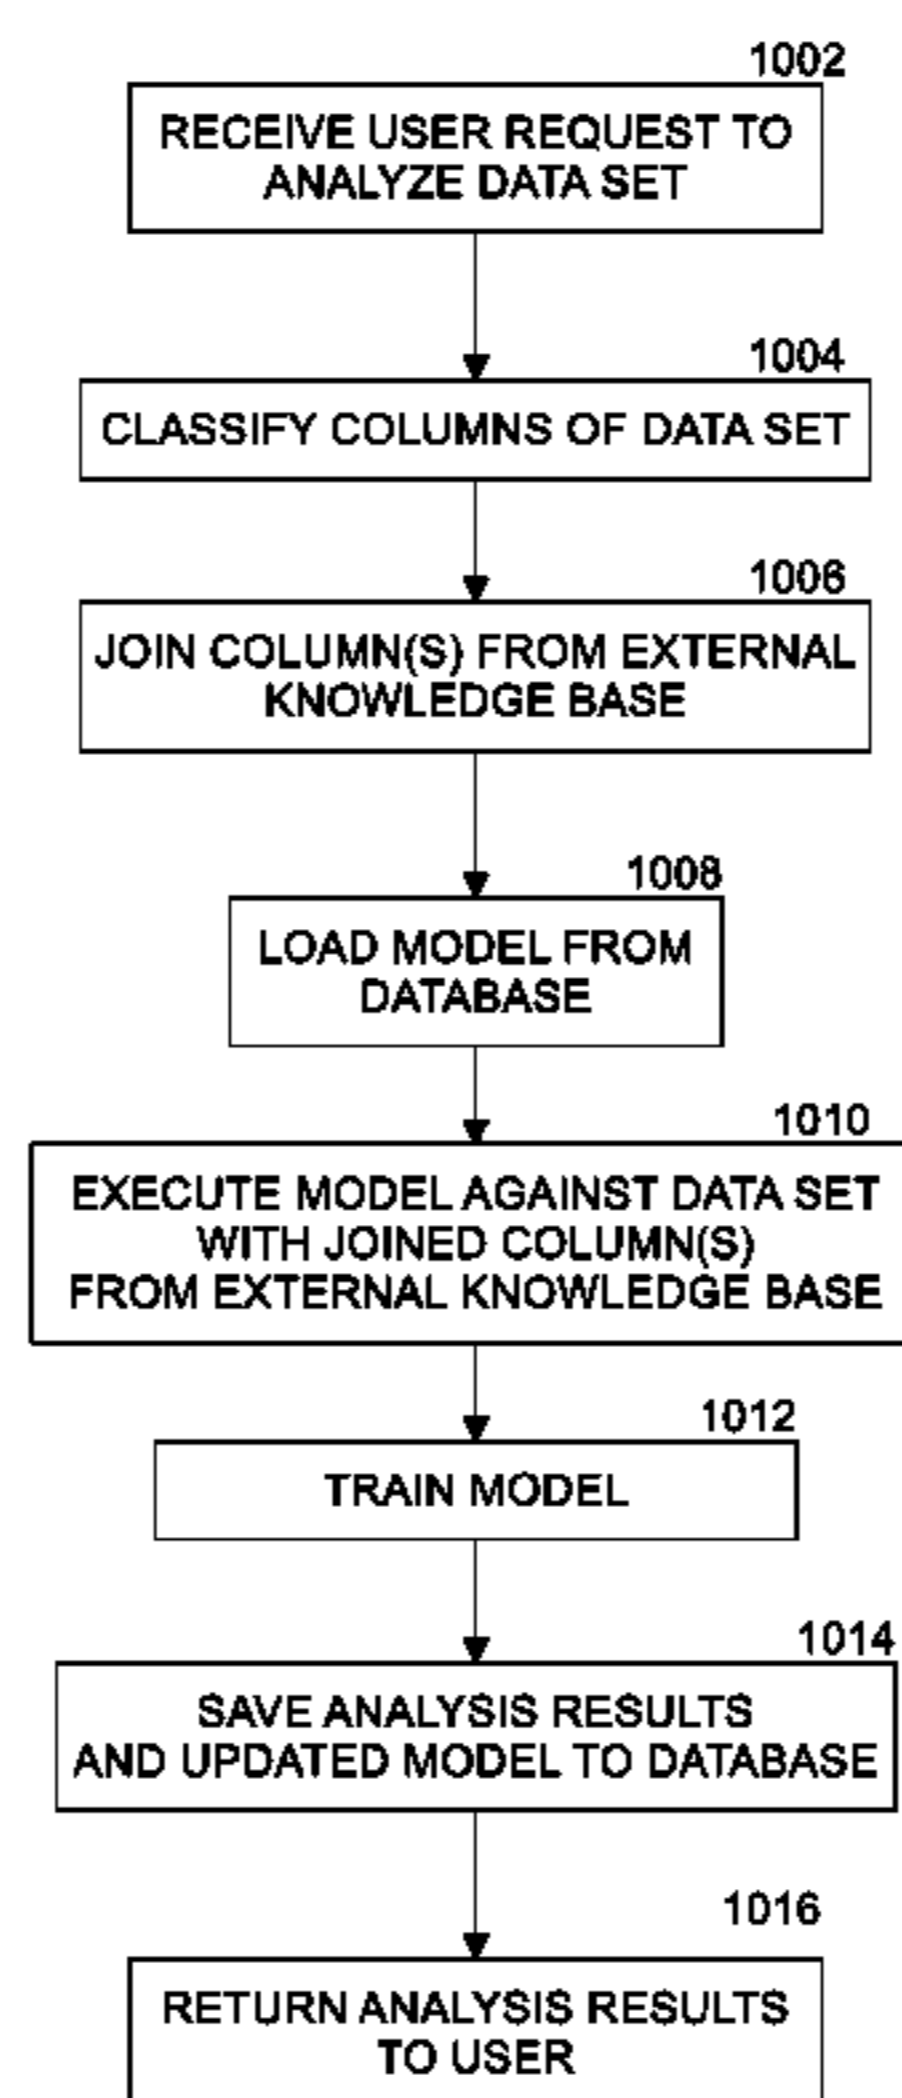 1002
RECEIVE USER REQUEST TO
ANALYZE DATA SET
1004
CLASSIFY COLUMNS OF DATA SET
1006
JOIN COLUMN(S) FROM EXTERNAL
KNOWLEDGE BASE
1008
LOAD MODEL FROM
DATABASE
1010
EXECUTE MODEL AGAINST DATA SET
WITH JOINED COLUMN(S)
FROM EXTERNAL KNOWLEDGE BASE
1012
TRAIN MODEL
1014
SAVE ANALYSIS RESULTS
AND UPDATED MODEL TO DATABASE
1016
RETURN ANALYSIS RESULTS
TO USER